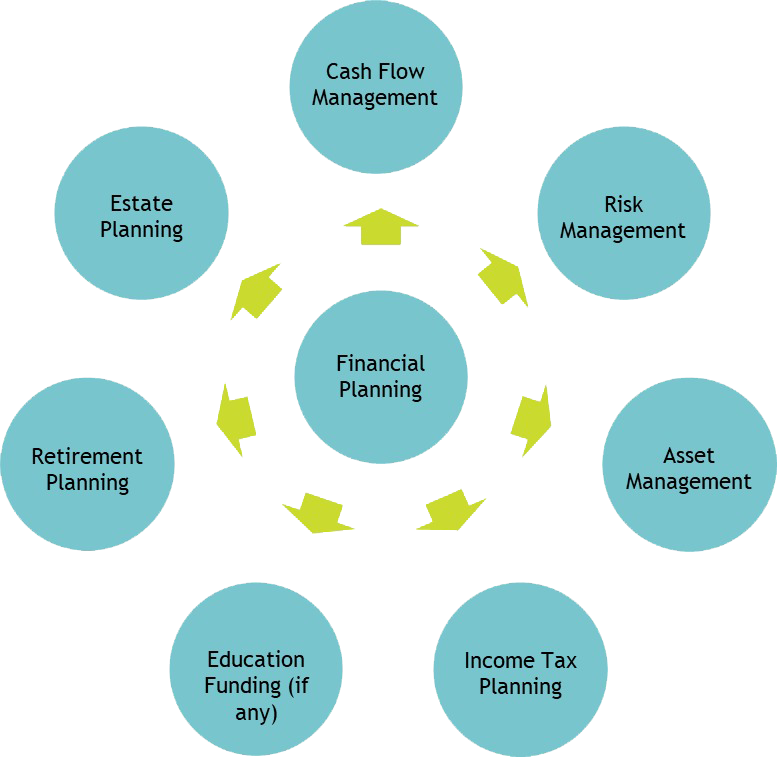 Cash Flow
Management
Estate
Planning
Risk
Management
Financial
Planning
Retirement
Planning
Asset
Management
Education
Funding (if
any)
Income Tax
Planning